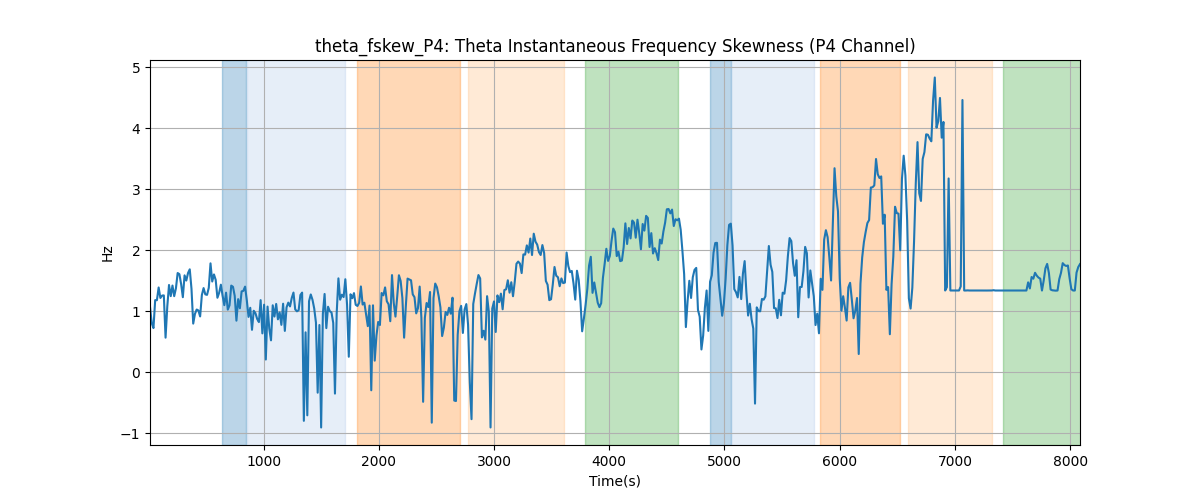 theta_fskew_P4: Theta Instantaneous Frequency Skewness (P4 Channel)
5
4
3
2
1
0
−1
Hz
1000 2000 3000 4000 5000 6000 7000 8000
Time(s)